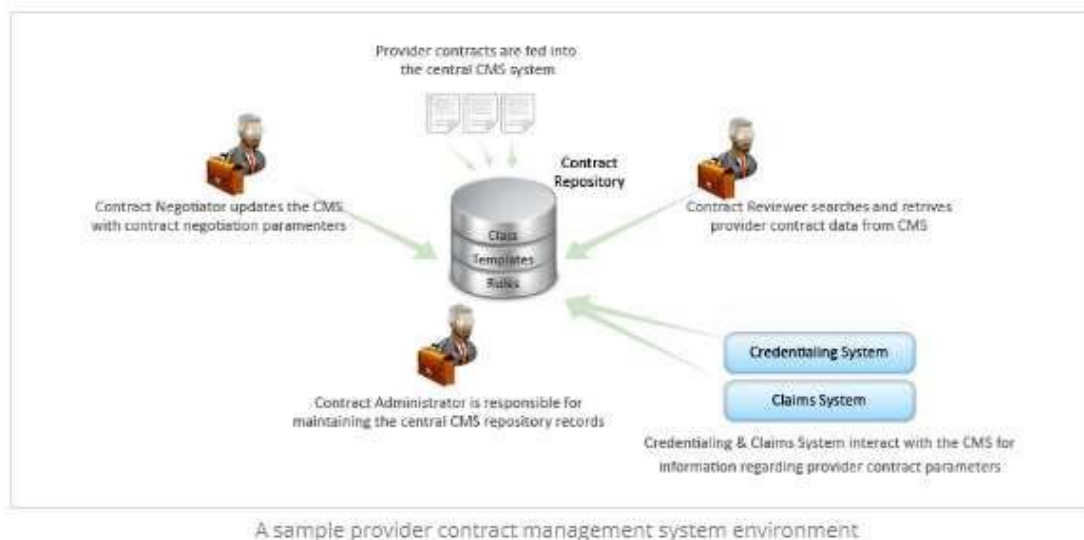 Provider contracts are fed into
the central CMS system
Contract
Repository
Contract Negotiator updates the CMS
with contract negotiation paramenters
Contract Reviewer searches and retrives
provider contract data from CMS
Class
Templates
Rules
Contract Administrator is responsible for
maintaining the central CMS repository records
Credentialing System
Claims System
Credentialing & Claims System interact with the CMS for
information regarding provider contract parameters
A sample provider contract management system environment